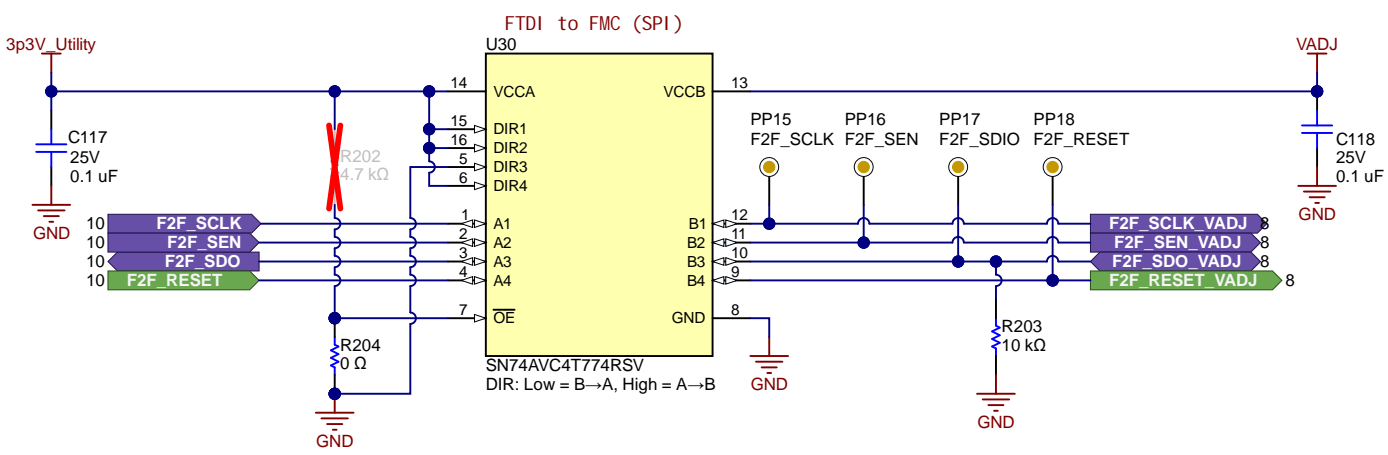 FTDI to FMC (SPI)
3p3V_Utility
U30
VADJ
14
VCCA
VCCB
13
C117
25V
0.1 uF
GND
R202
4.7 kΩ
15
DIR1
16
DIR2
5
DIR3
6
DIR4
PP15
F2F_SCLK
PP16
F2F_SEN
PP17
F2F_SDIO
PP18
F2F_RESET
C118
25V
0.1 uF
GND
10
F2F_SCLK
1
A1
B1
12
F2F_SCLK_VADJ
8
10
F2F_SEN
2
A2
B2
11
F2F_SEN_VADJ
8
10
F2F_SDO
3
A3
B3
10
F2F_SDO_VADJ
8
10
F2F_RESET
4
A4
B4
9
F2F_RESET_VADJ
8
7
OE
GND
8
R204
0 Ω
GND
R203
10 kΩ
GND
SN74AVC4T774RSV
DIR: Low = B→A, High = A→B
GND